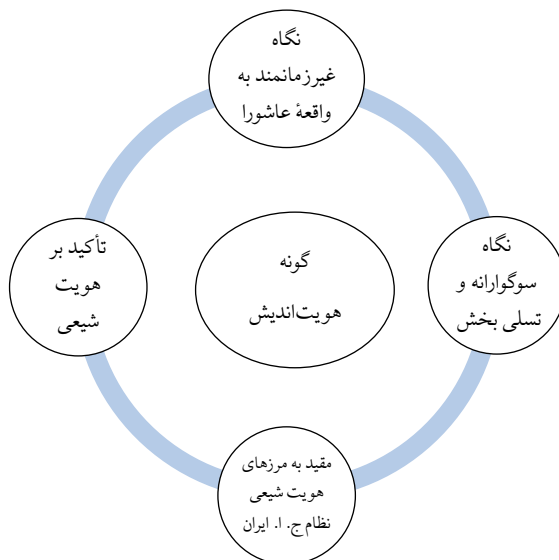 نگاه
غیرزمانمند به
واقعهٔ عاشورا
نگاه
سوگوارانه و
تسلی بخش
گونه
هویت‌اندیش
تأکید بر
هویت
شیعی
مقید به مرزهای
هویت شیعی
نظام ج. ا. ایران